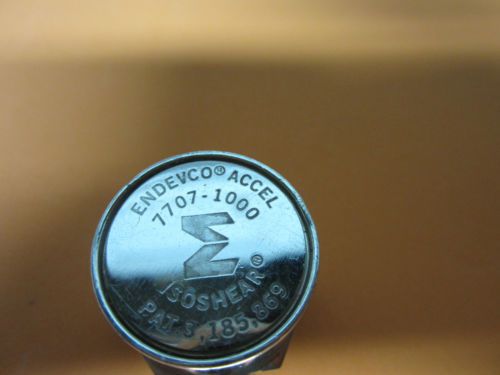 ENDEVCO® ACCEL
7707-1000
M
ISOSHEAR®
PAT. 3,185,869